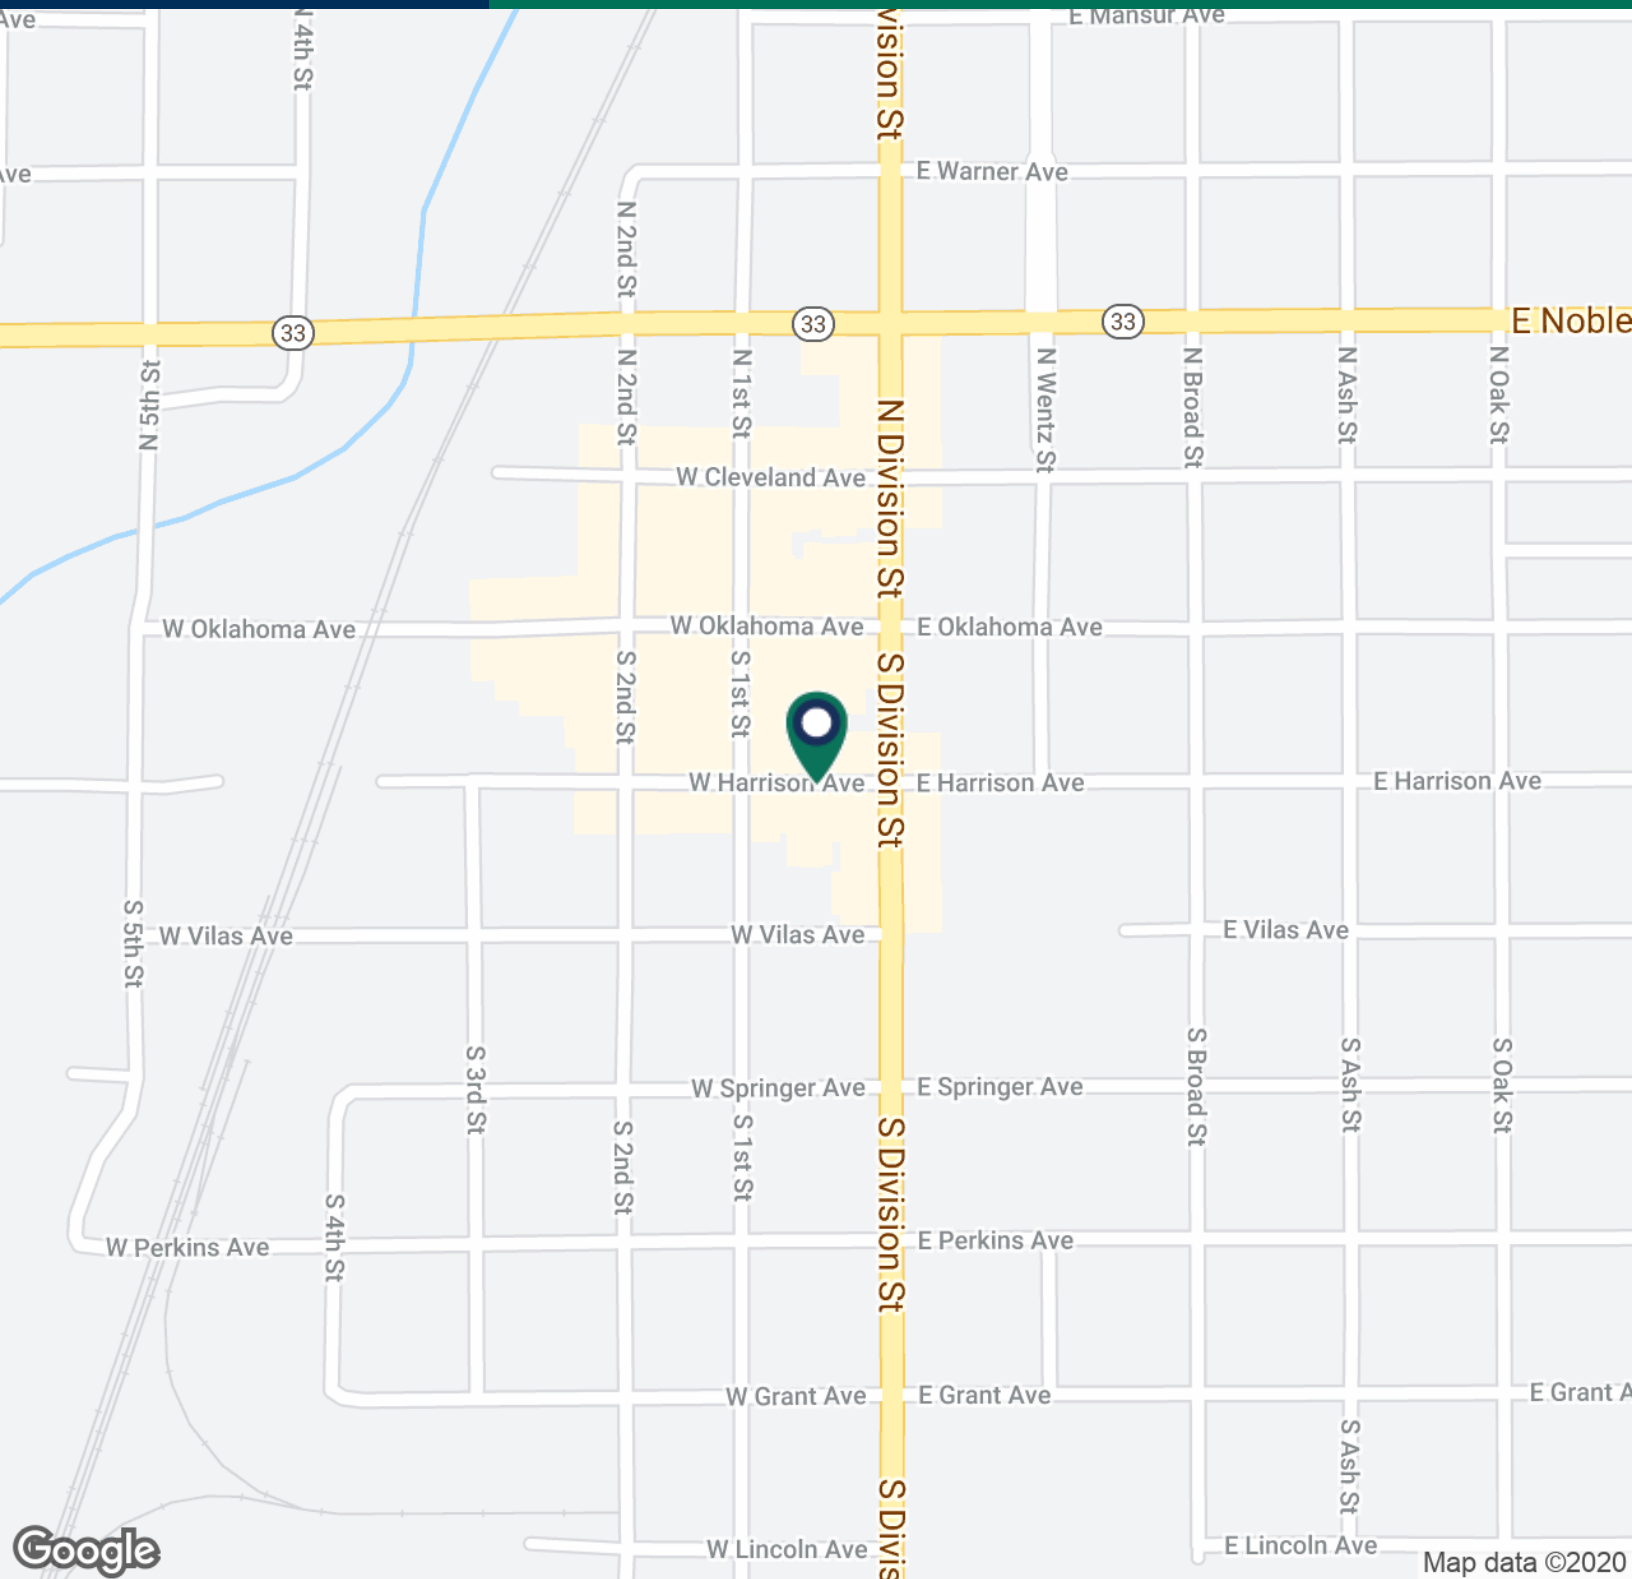 Ave
N 4th St
vision St
E Mansur Ave
Ave
E Warner Ave
N 2nd St
33
33
33
E Noble
N 5th St
N 2nd St
N 1st St
N Division St
N Wentz St
N Broad St
N Ash St
N Oak St
W Cleveland Ave
W Oklahoma Ave
W Oklahoma Ave
E Oklahoma Ave
S 2nd St
S 1st St
S Division St
W Harrison Ave
E Harrison Ave
E Harrison Ave
S 5th St
W Vilas Ave
W Vilas Ave
E Vilas Ave
S 3rd St
W Springer Ave
E Springer Ave
S Broad St
S Ash St
S Oak St
S 2nd St
S 1st St
S Division St
S 4th St
W Perkins Ave
E Perkins Ave
W Grant Ave
E Grant Ave
E Grant A
S Ash St
S Divis
W Lincoln Ave
E Lincoln Ave
Google
Map data ©2020